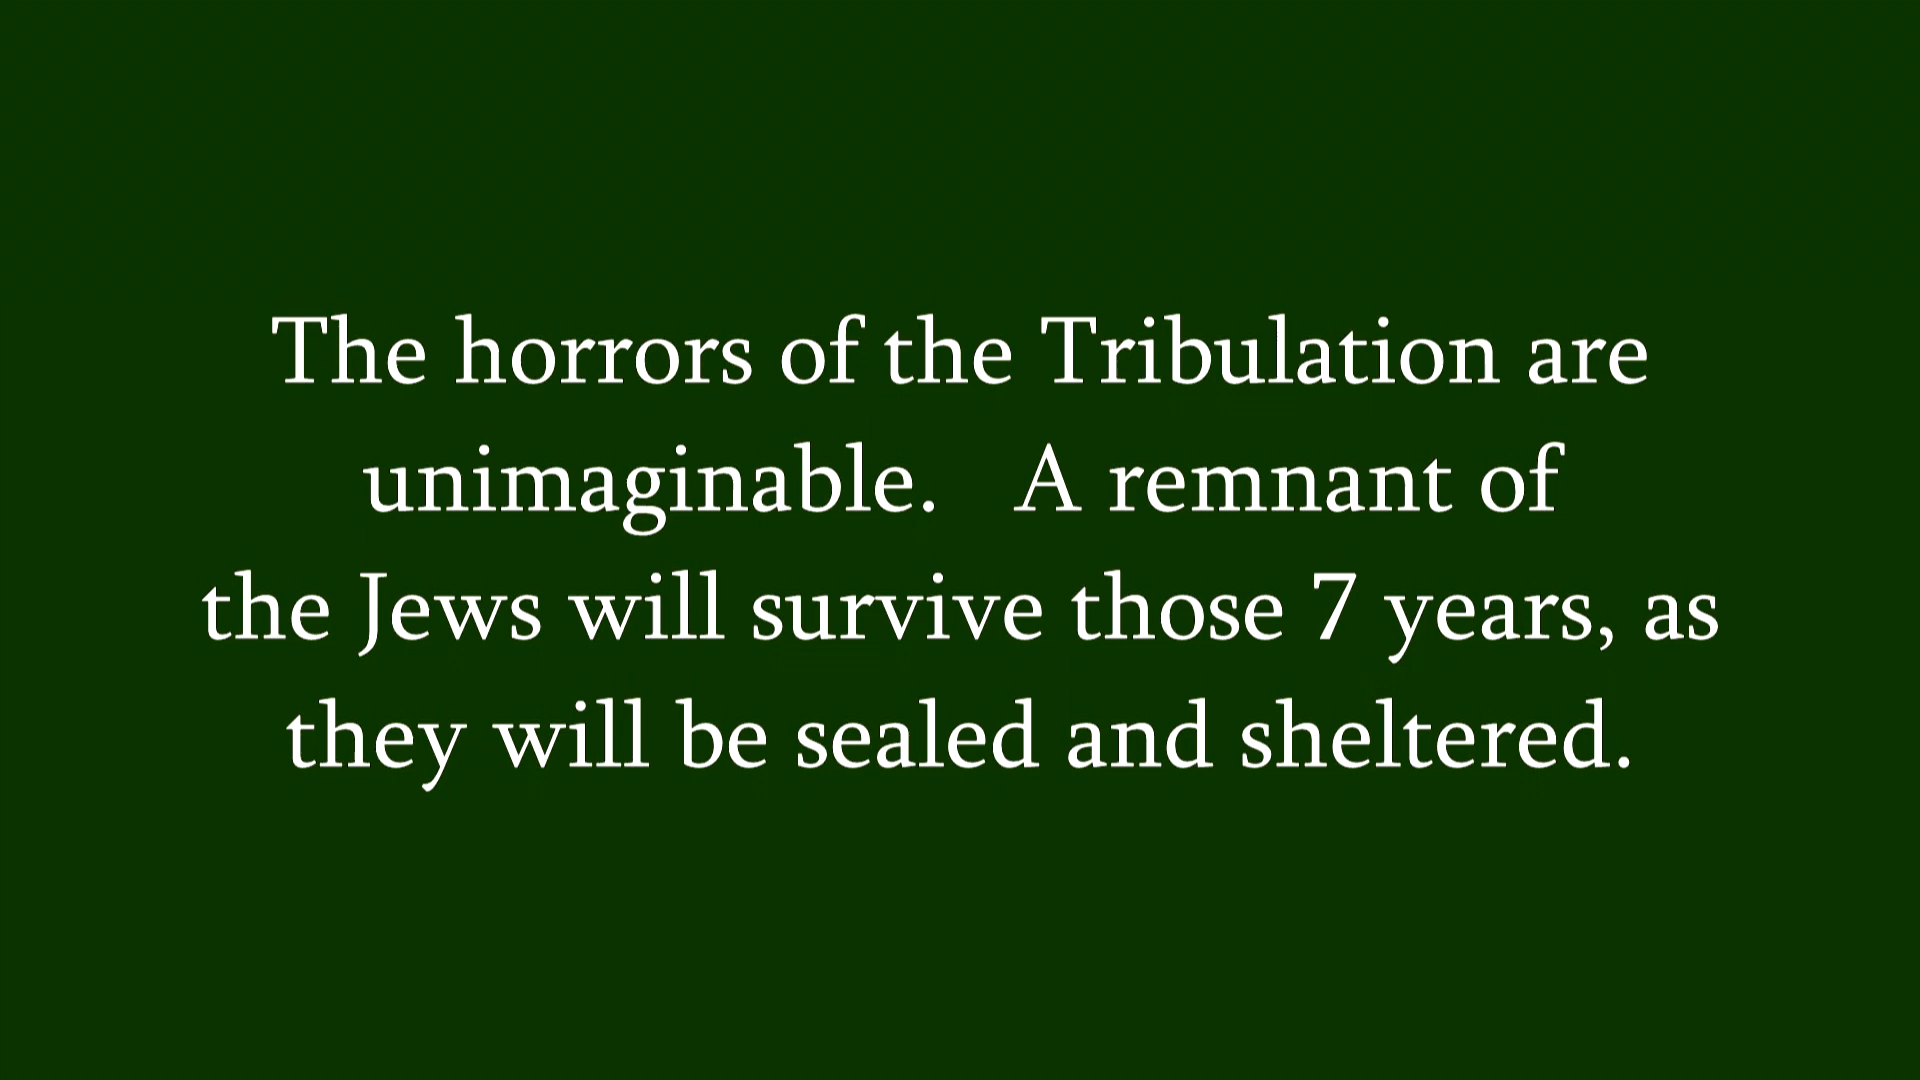 The horrors of the Tribulation are
unimaginable.   A remnant of
the Jews will survive those 7 years, as
they will be sealed and sheltered.